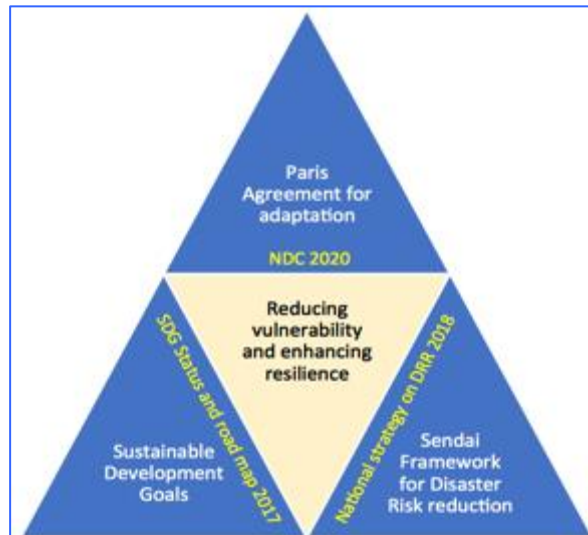 Paris
Agreement for
adaptation
NDC 2020
Reducing
vulnerability
and enhancing
resilience
SDG Status and road map 2017
National strategy on DRR 2018
Sustainable
Development
Goals
Sendai
Framework
for Disaster
Risk reduction